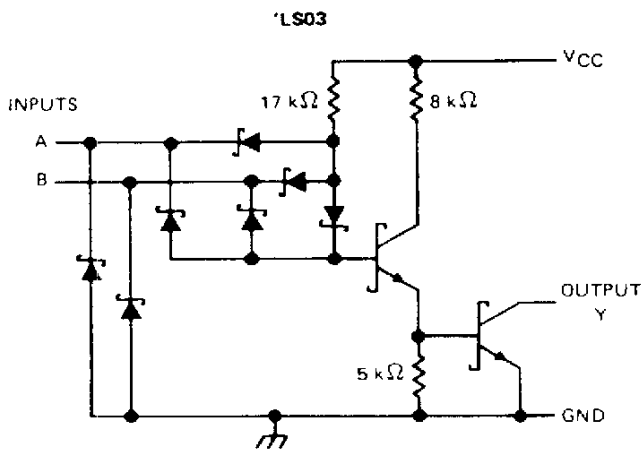 'LS03
VCC
17 kΩ
8 kΩ
INPUTS
A
B
OUTPUT
Y
5 kΩ
GND